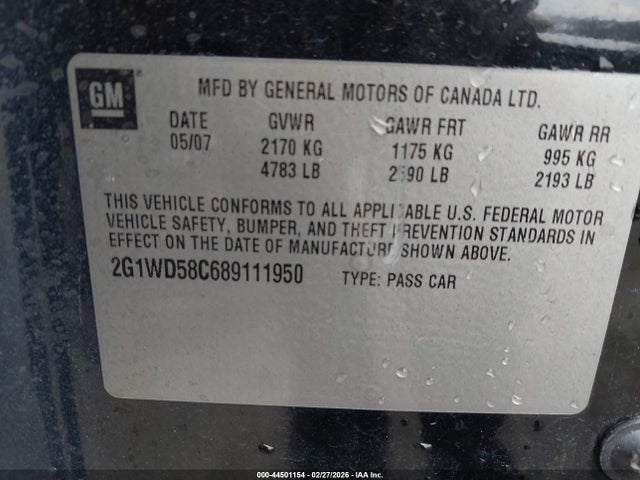 GM
MFD BY GENERAL MOTORS OF CANADA LTD.
DATE GVWR GAWR FRT GAWR RR
05/07 2170 KG 1175 KG 995 KG
4783 LB LB 2193 LB
THIS VEHICLE CONFORMS TO ALL APPLICABLE U.S. FEDERAL MOTOR
VEHICLE SAFETY, BUMPER, AND THEFT PREVENTION STANDARDS IN
EFFECT ON THE DATE OF MANUFACTURE SHOWN ABOVE.
2G1WD58C689111950 TYPE: PASS CAR
000-44501154 - 02/27/2026 - IAA Inc.